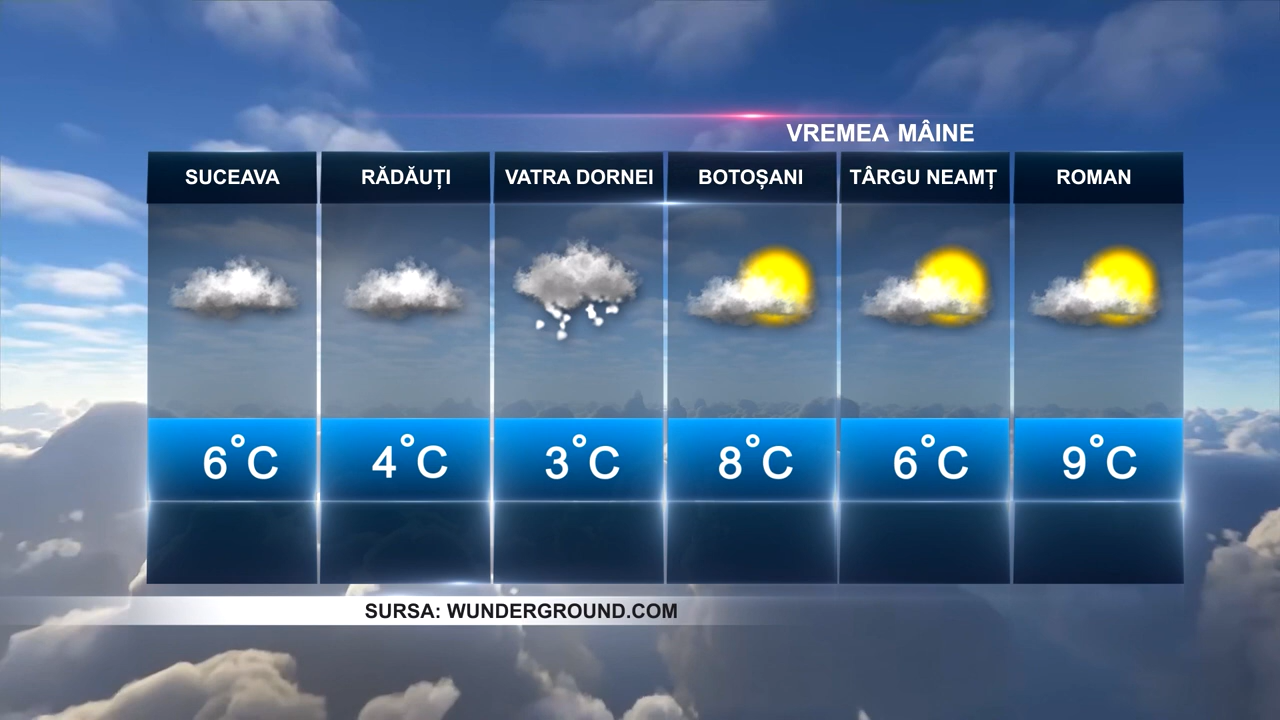 VREMEA MÂINE
SUCEAVA
RĂDĂUȚI
VATRA DORNEI
BOTOȘANI
TÂRGU NEAMȚ
ROMAN
6°C
4°C
3°C
8°C
6°C
9°C
SURSA: WUNDERGROUND.COM